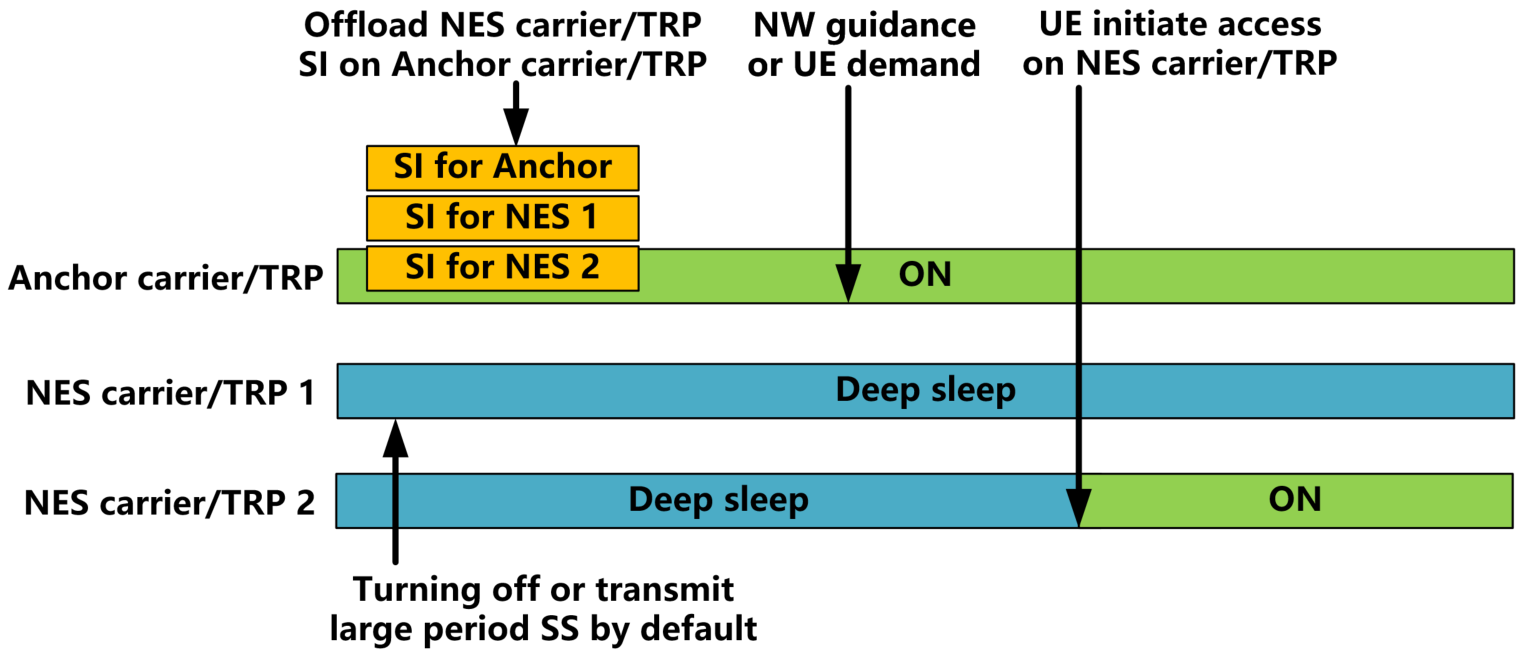 Offload NES carrier/TRP
SI on Anchor carrier/TRP
NW guidance
or UE demand
UE initiate access
on NES carrier/TRP
SI for Anchor
SI for NES 1
SI for NES 2
Anchor carrier/TRP
ON
NES carrier/TRP 1
Deep sleep
NES carrier/TRP 2
Deep sleep
ON
Turning off or transmit
large period SS by default